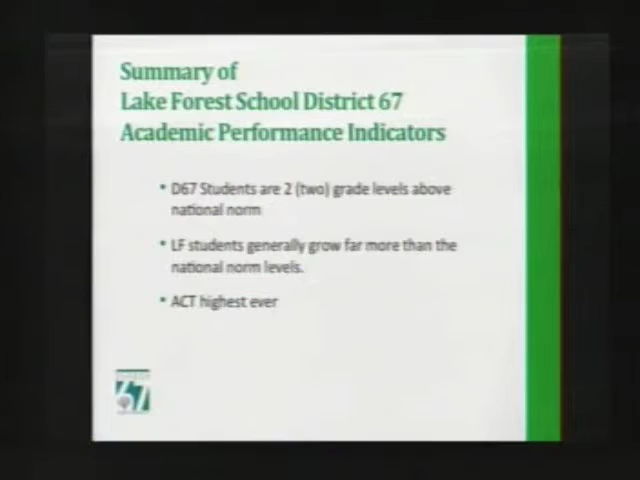 Summary of
Lake Forest School District 67
Academic Performance Indicators
• D67 Students are 2 (two) grade levels above
national norm
• LF students generally grow far more than the
national norm levels.
• ACT highest ever
67